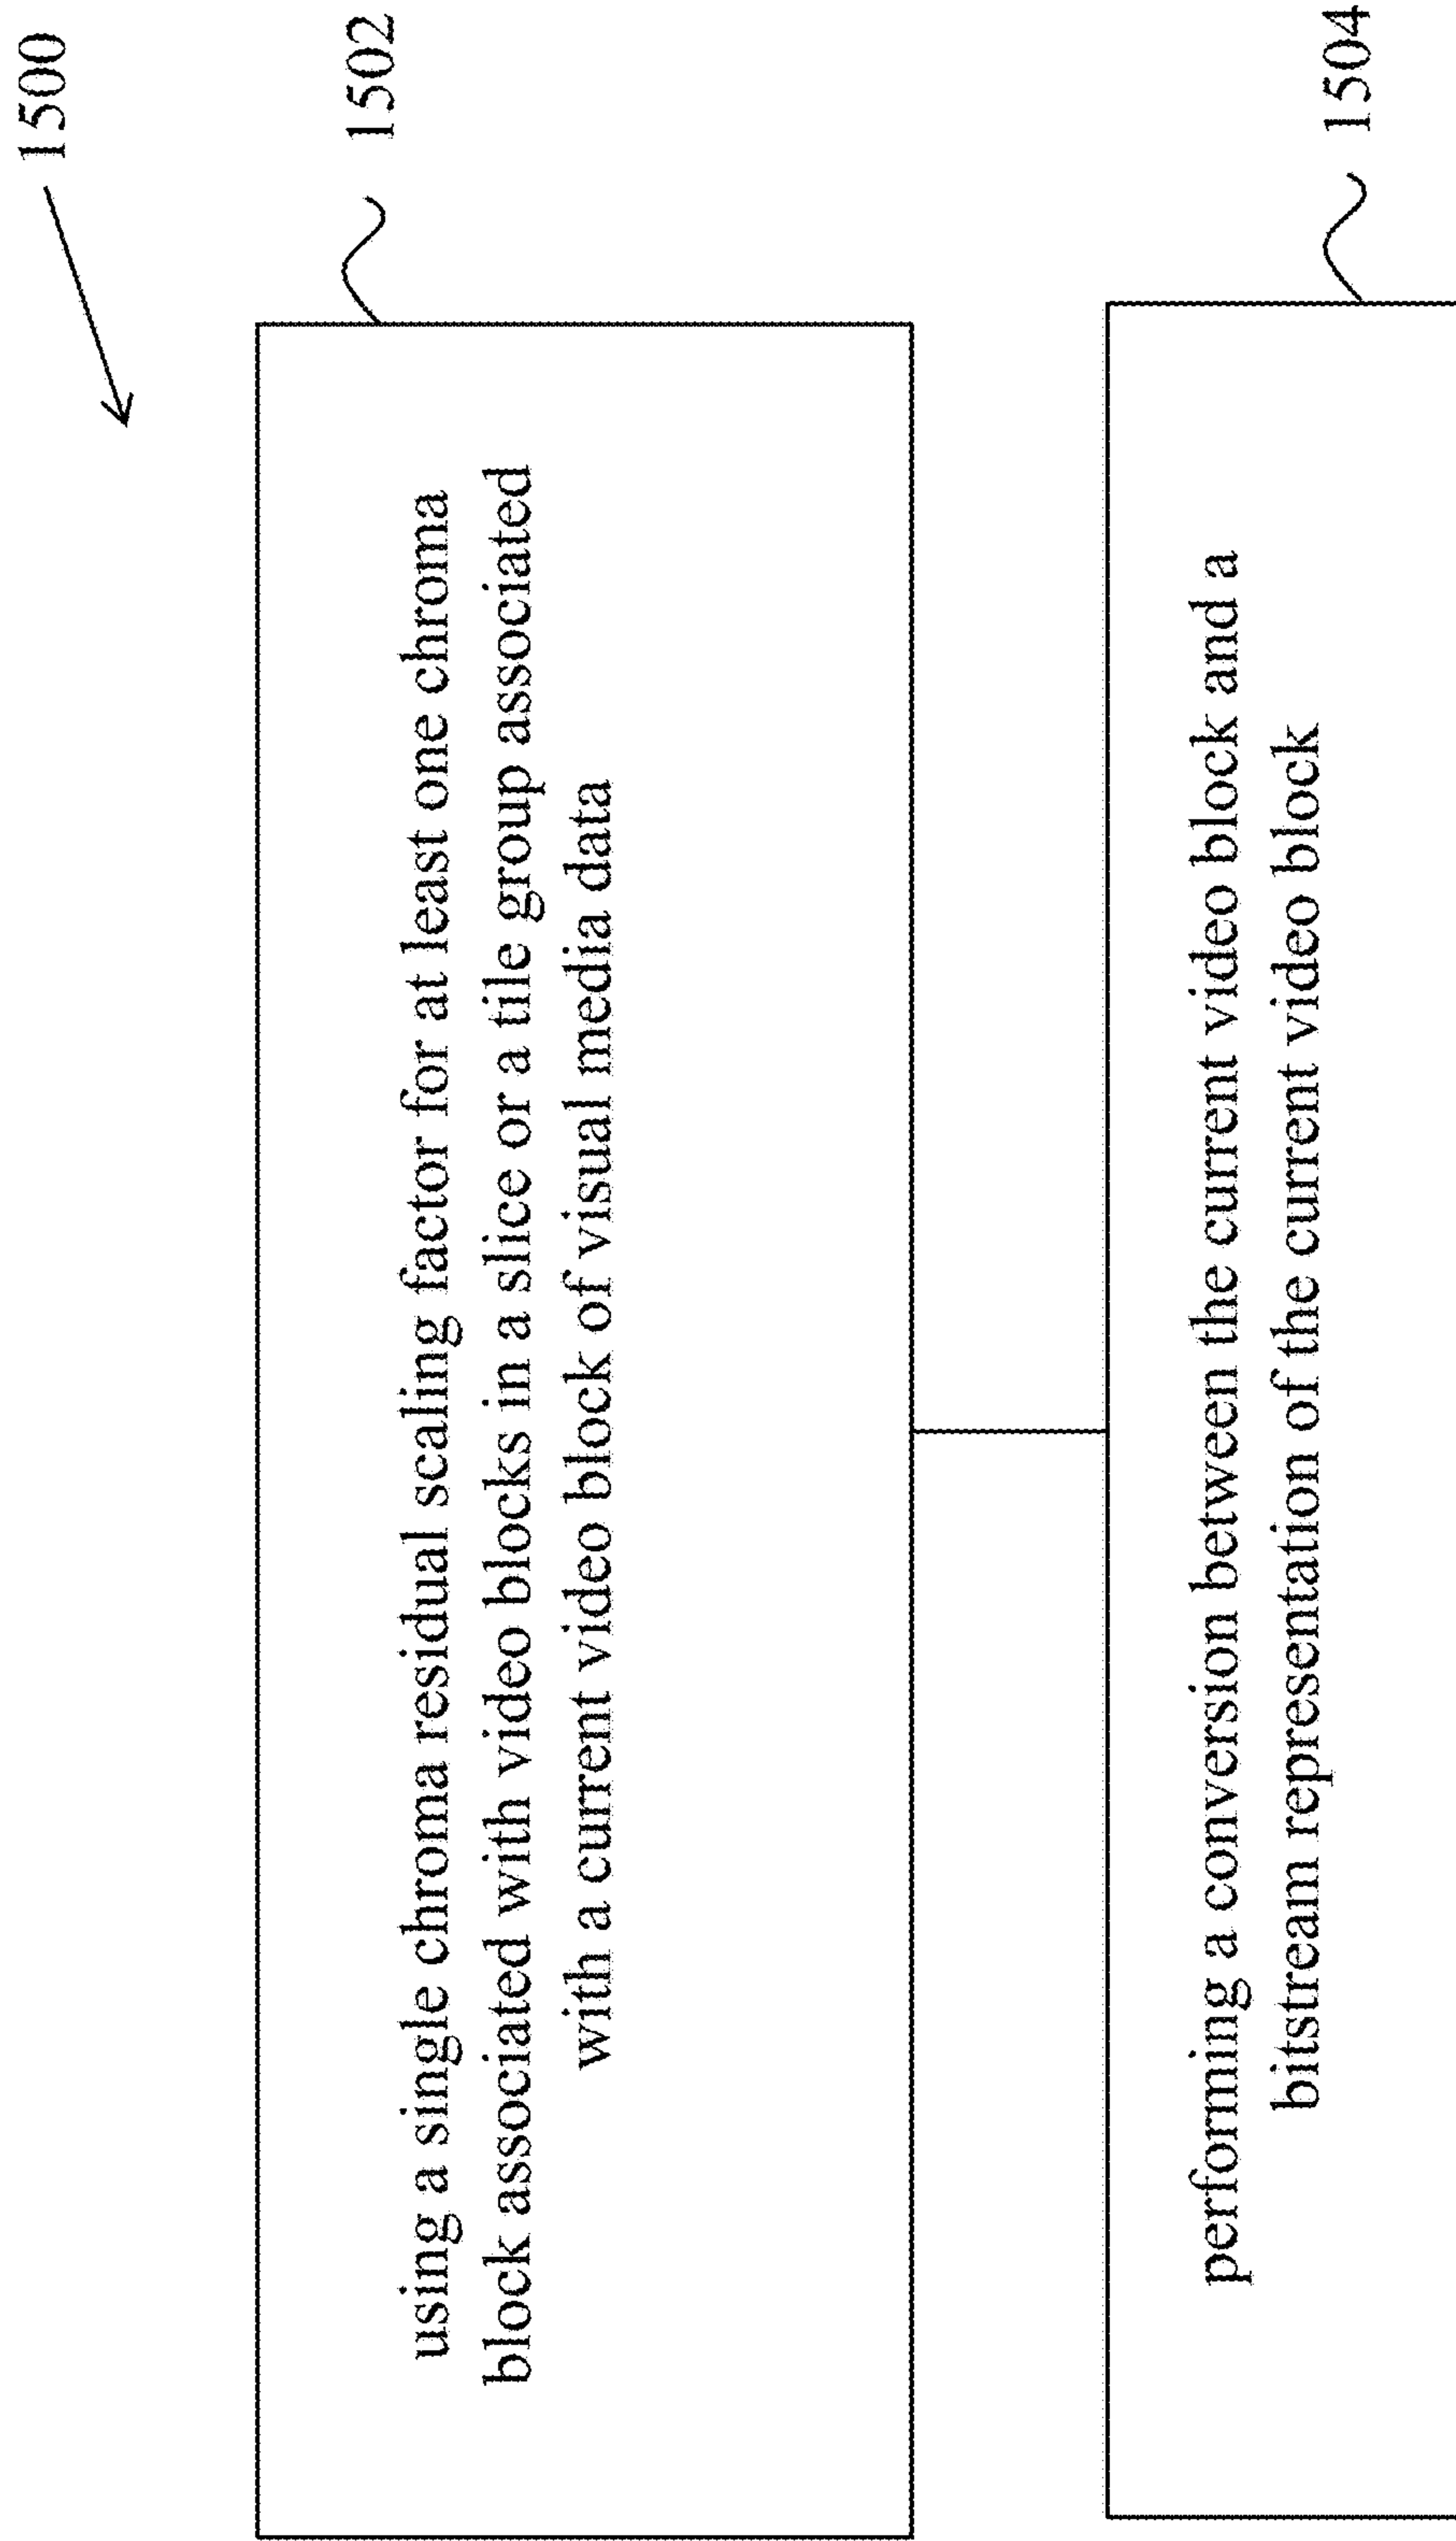 1500
1502
using a single chroma residual scaling factor for at least one chroma
block associated with video blocks in a slice or a tile group associated
with a current video block of visual media data
1504
performing a conversion between the current video block and a
bitstream representation of the current video block